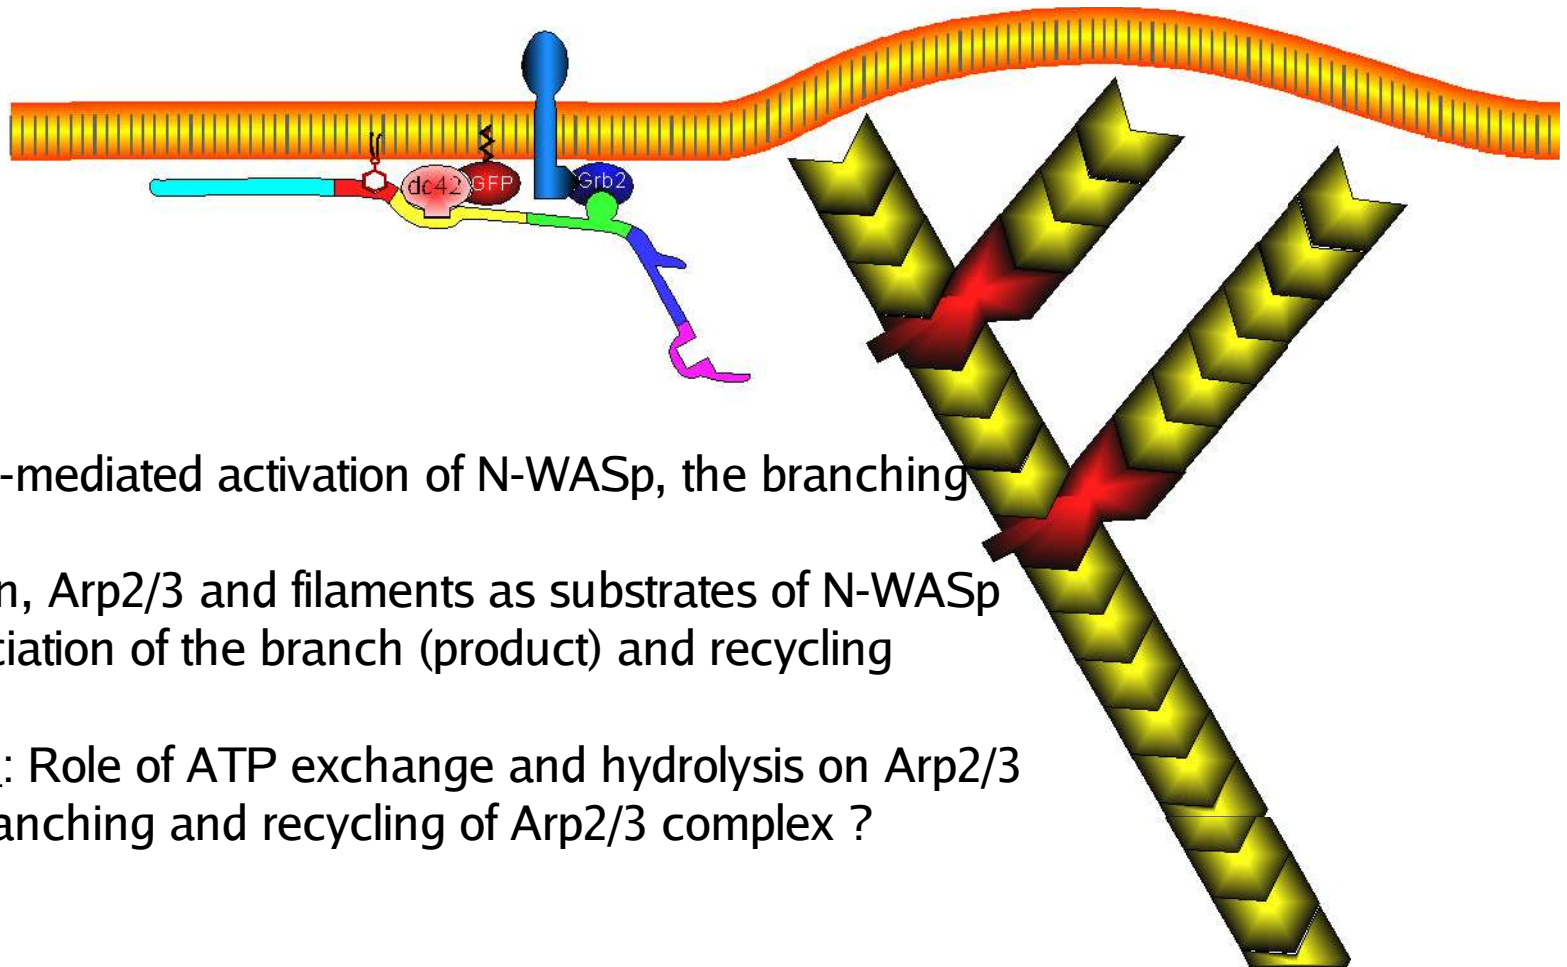 dc42
GFP
Grb2
-mediated activation of N-WASp, the branching
n, Arp2/3 and filaments as substrates of N-WASp
ciation of the branch (product) and recycling
: Role of ATP exchange and hydrolysis on Arp2/3
anching and recycling of Arp2/3 complex ?